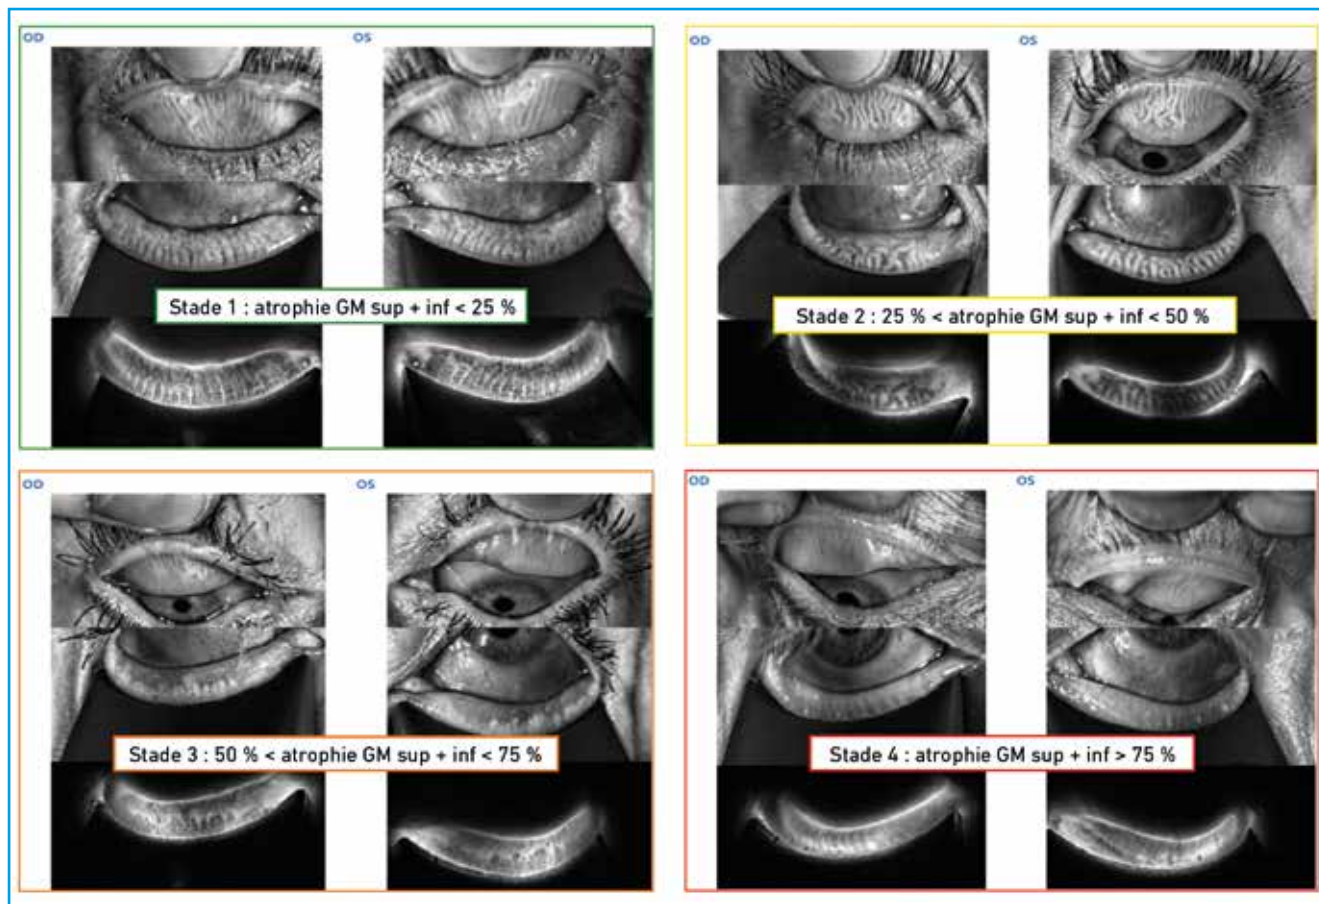 OD
OS
Stade 1 : atrophie GM sup + inf < 25 %
OD
OS
Stade 2 : 25 % < atrophie GM sup + inf < 50 %
OD
OS
Stade 3 : 50 % < atrophie GM sup + inf < 75 %
OD
OS
Stade 4 : atrophie GM sup + inf > 75 %